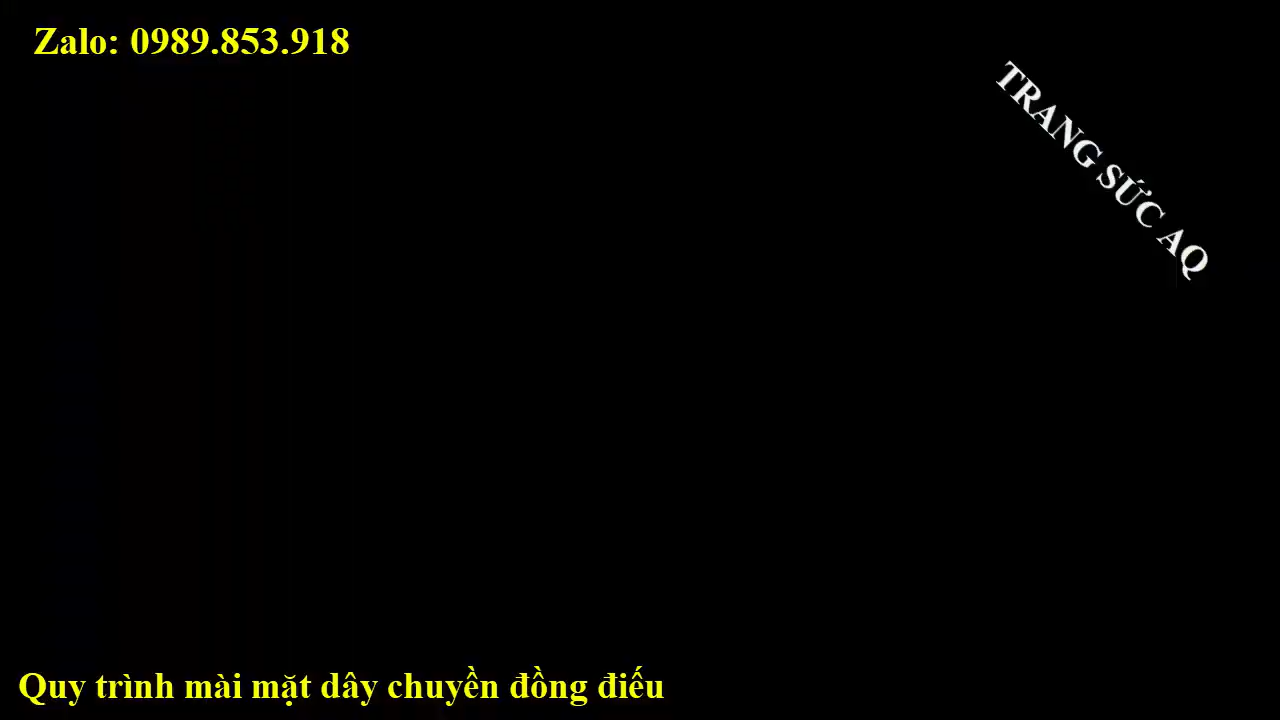 Zalo: 0989.853.918
TRANG SỨC AQ
Quy trình mài mặt dây chuyền đồng điếu